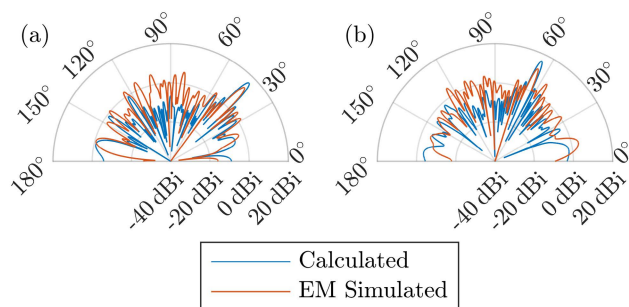 (a)
90°
120°
60°
150°
30°
180°
0°
-40 dBi
-20 dBi
0 dBi
20 dBi
(b)
90°
120°
60°
150°
30°
180°
0°
-40 dBi
-20 dBi
0 dBi
20 dBi
Calculated
EM Simulated